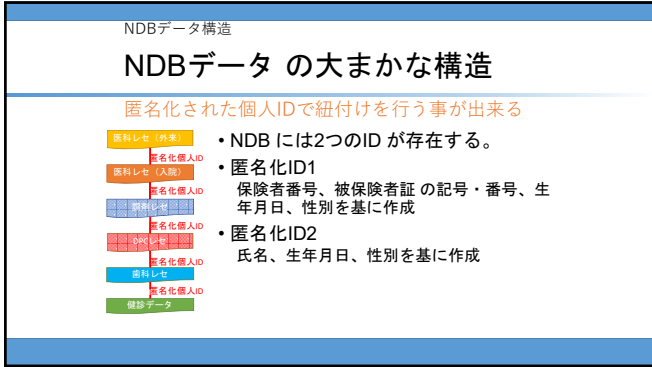 NDBデータ構造
NDBデータ の大まかな構造
匿名化された個人IDで紐付けを行う事が出来る
医科レセ（外来）
匿名化個人ID
医科レセ（入院）
匿名化個人ID
調剤レセ
匿名化個人ID
DPCレセ
匿名化個人ID
歯科レセ
匿名化個人ID
健診データ
• NDB には2つのID が存在する。
• 匿名化ID1
保険者番号、被保険者証 の記号・番号、生
年月日、性別を基に作成
• 匿名化ID2
氏名、生年月日、性別を基に作成